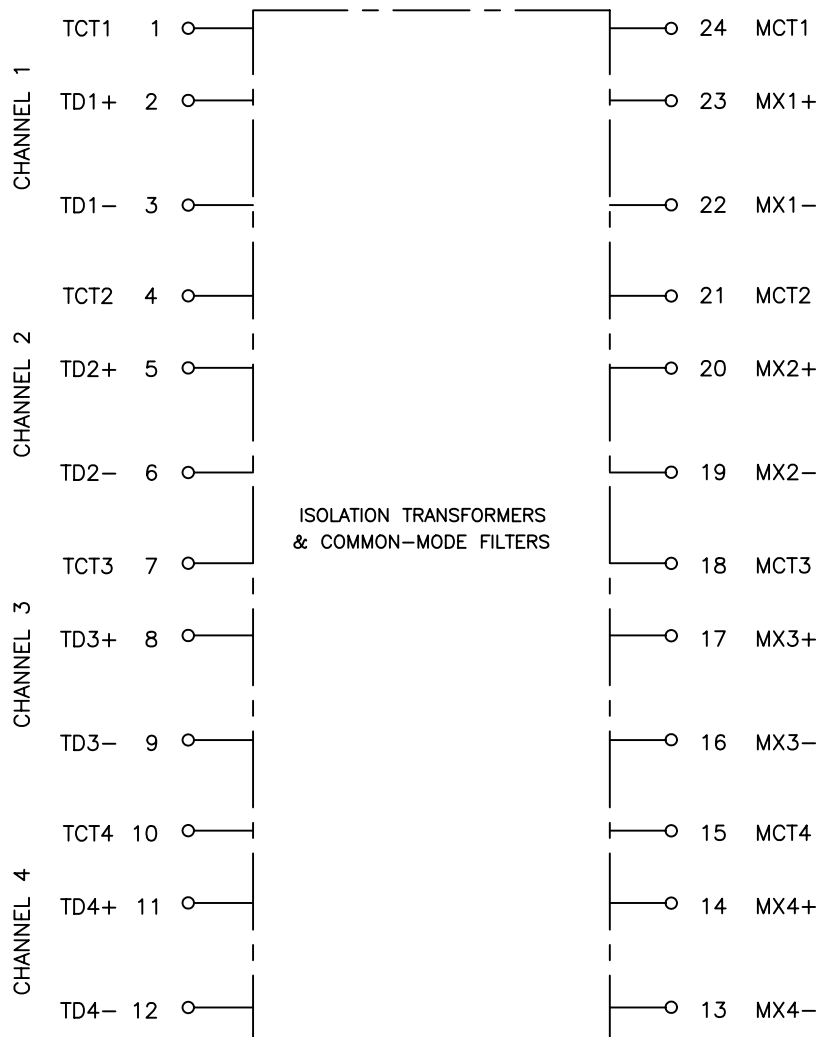 TCT1 1 24 MCT1
CHANNEL 1
TD1+ 2 23 MX1+
TD1− 3 22 MX1−
TCT2 4 21 MCT2
CHANNEL 2
TD2+ 5 20 MX2+
TD2− 6 19 MX2−
ISOLATION TRANSFORMERS
& COMMON−MODE FILTERS
TCT3 7 18 MCT3
CHANNEL 3
TD3+ 8 17 MX3+
TD3− 9 16 MX3−
TCT4 10 15 MCT4
CHANNEL 4
TD4+ 11 14 MX4+
TD4− 12 13 MX4−